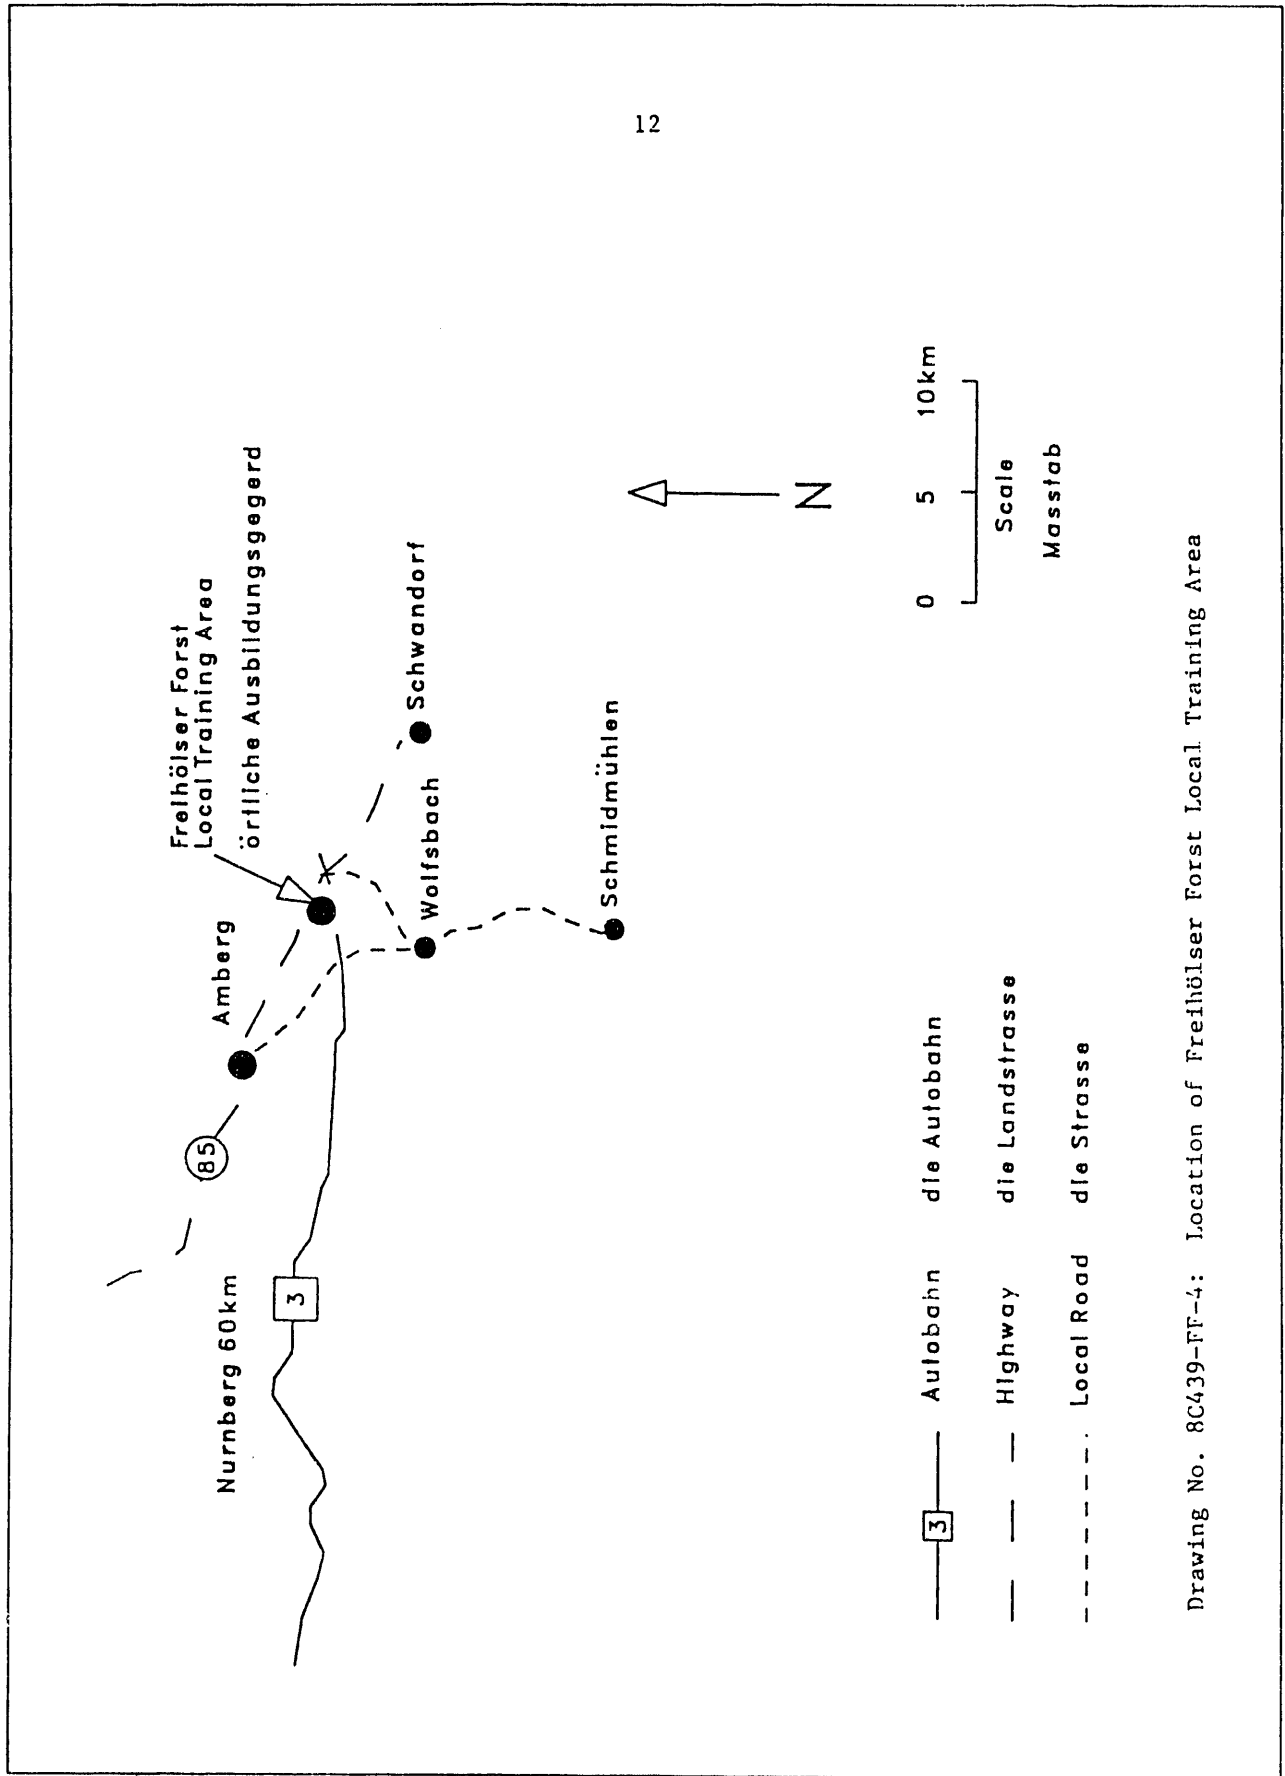 12
Freihölser Forst
Local Training Area
örtliche Ausbildungsgegerd
Amberg
85
Nurnberg 60km
3
Schwandorf
Wolfsbach
Schmidmühlen
N
0 5 10km
Scale
Masstab
3 Autobahn die Autobahn
Highway die Landstrasse
Local Road die Strasse
Drawing No. 8C439-FF-4: Location of Freihölser Forst Local Training Area